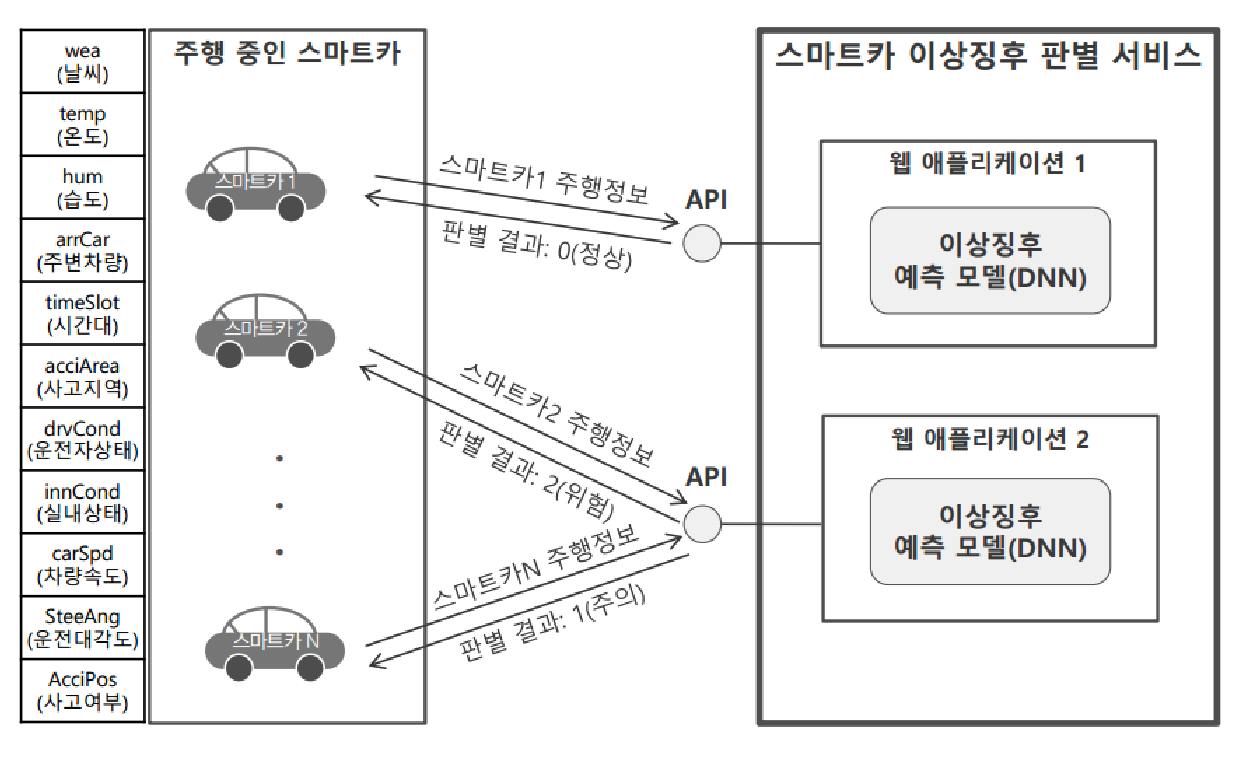 wea
(날씨)
temp
(온도)
hum
(습도)
arrCar
(주변차량)
timeSlot
(시간대)
acciArea
(사고지역)
drvCond
(운전자상태)
innCond
(실내상태)
carSpd
(차량속도)
SteeAng
(운전대각도)
AcciPos
(사고여부)
주행 중인 스마트카
스마트카 1
스마트카 2
스마트카 N
스마트카1 주행정보
판별 결과: 0(정상)
스마트카2 주행정보
판별 결과: 2(위험)
스마트카N 주행정보
판별 결과: 1(주의)
API
API
스마트카 이상징후 판별 서비스
웹 애플리케이션 1
이상징후
예측 모델(DNN)
웹 애플리케이션 2
이상징후
예측 모델(DNN)